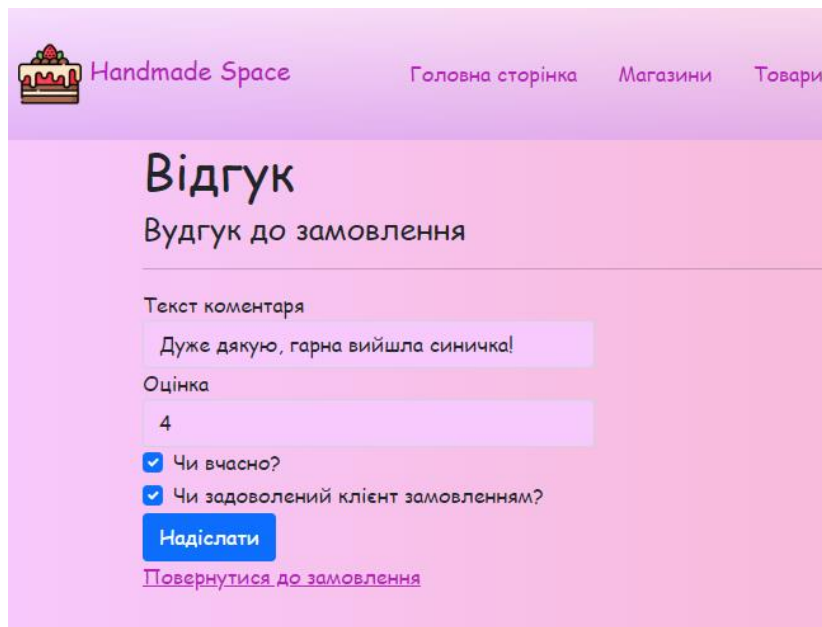 Handmade Space Головна сторінка Магазини Товари
Відгук
Вудгук до замовлення
Текст коментаря
Дуже дякую, гарна вийшла синичка!
Оцінка
4
Чи вчасно?
Чи задоволений клієнт замовленням?
Надіслати
Повернутися до замовлення